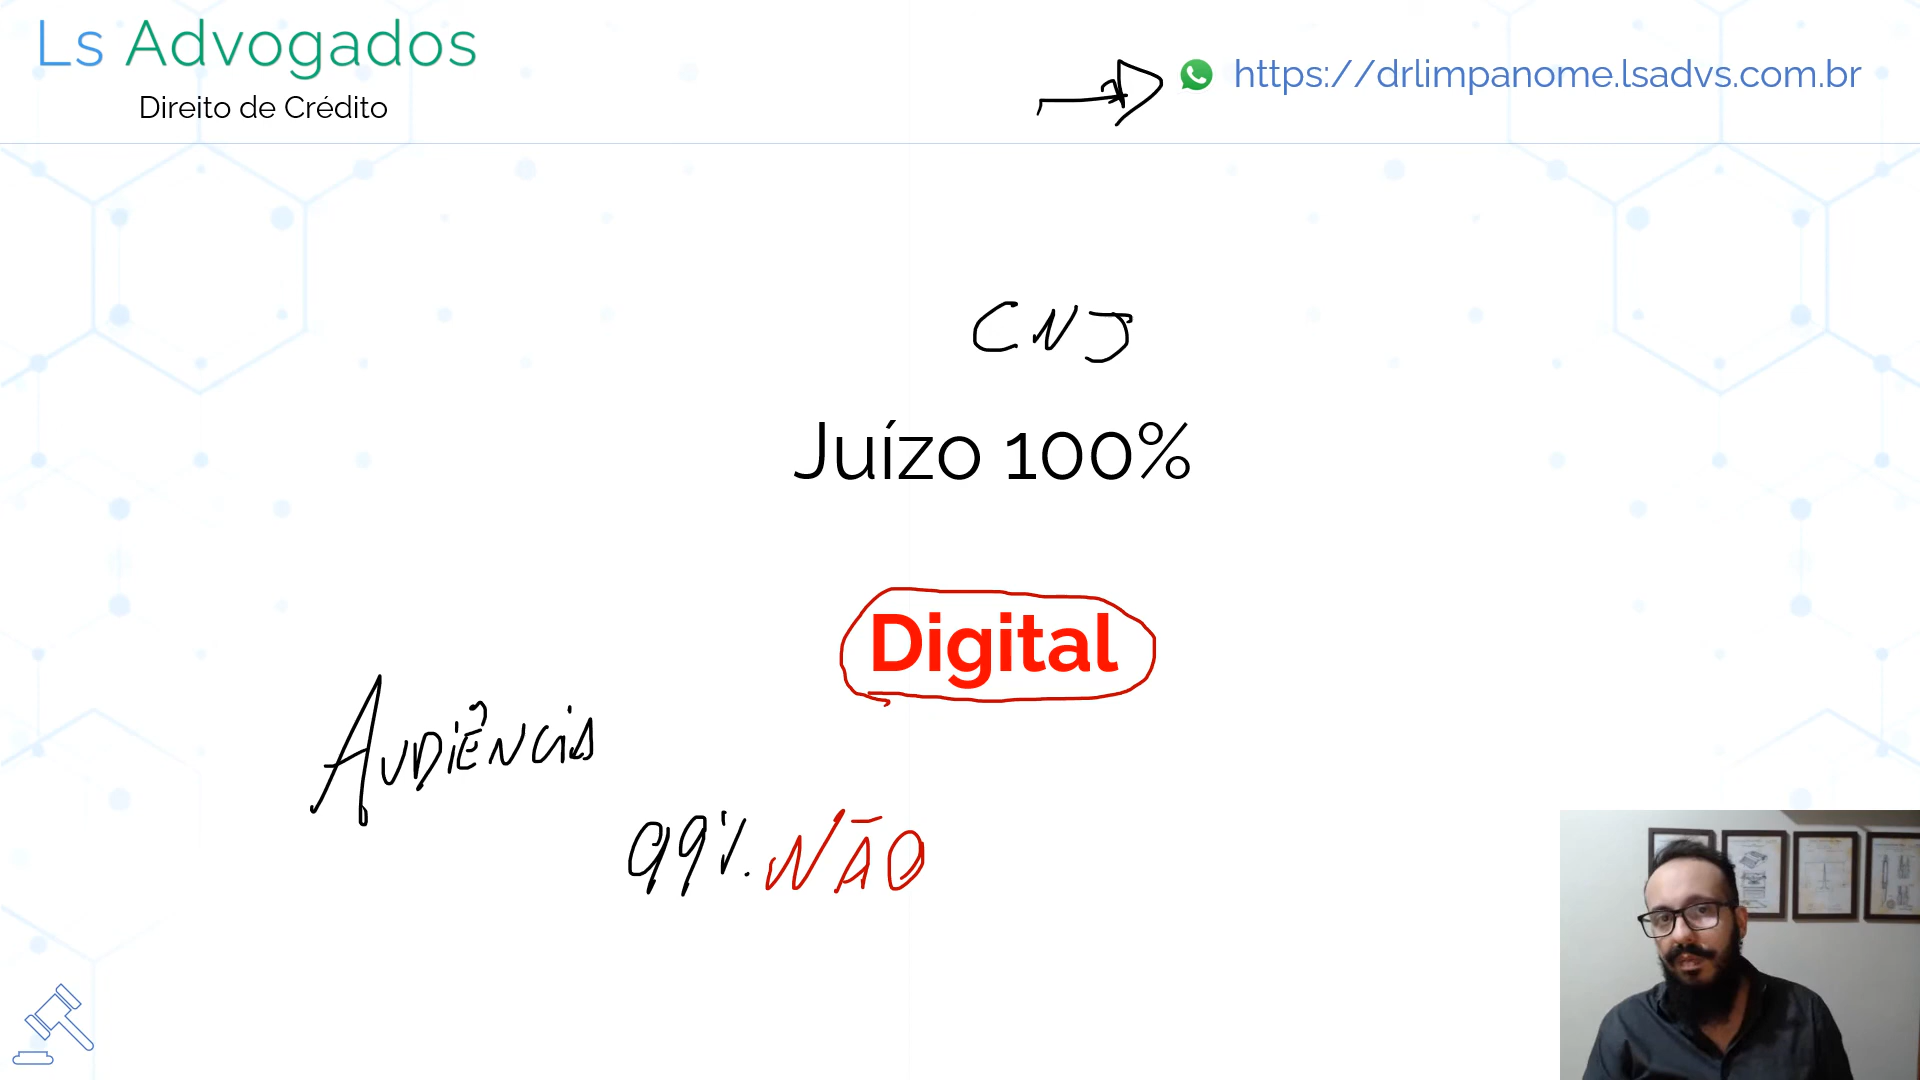 Ls Advogados
Direito de Crédito
https://drlimpanome.lsadvs.com.br
CNJ
Juízo 100%
Digital
AUDIÊNCIA
99% NÃO